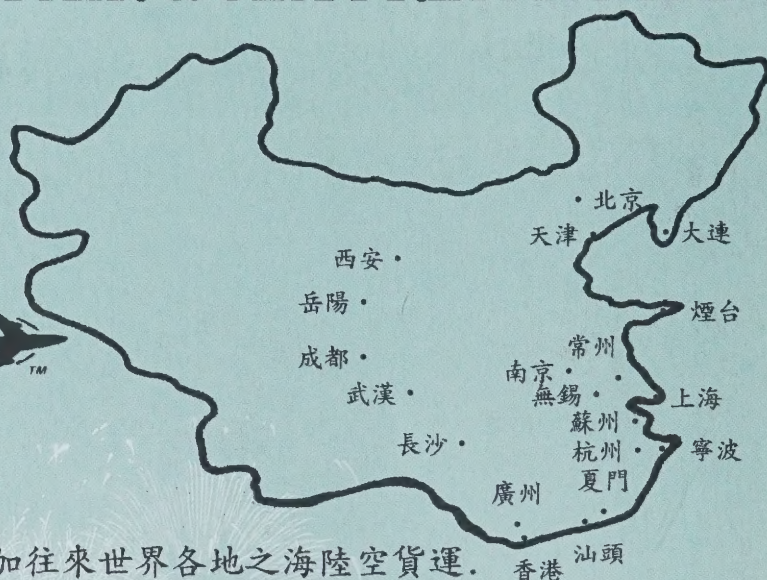 北京
天津
大連
西安
岳陽
煙台
常州
成都
南京
武漢
無錫
上海
蘇州
長沙
杭州
寧波
夏門
廣州
汕頭
加往來世界各地之海陸空貨運.
香港
TM